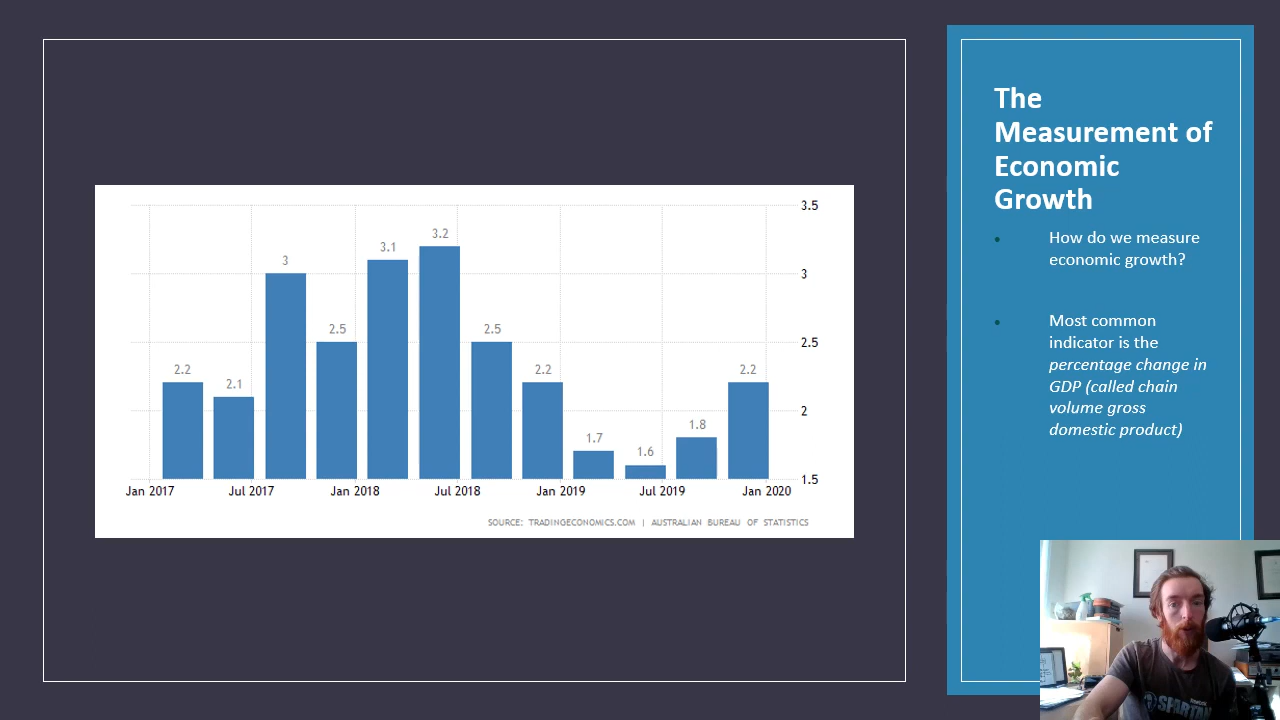 The
Measurement of
Economic
Growth
• How do we measure
economic growth?
• Most common
indicator is the
percentage change in
GDP (called chain
volume gross
domestic product)
3.5
3
2.5
2
1.5
2.2
2.1
3
2.5
3.1
3.2
2.5
2.2
1.7
1.6
1.8
2.2
Jan 2017 Jul 2017 Jan 2018 Jul 2018 Jan 2019 Jul 2019 Jan 2020
SOURCE: TRADINGECONOMICS.COM | AUSTRALIAN BUREAU OF STATISTICS
SPARTAN